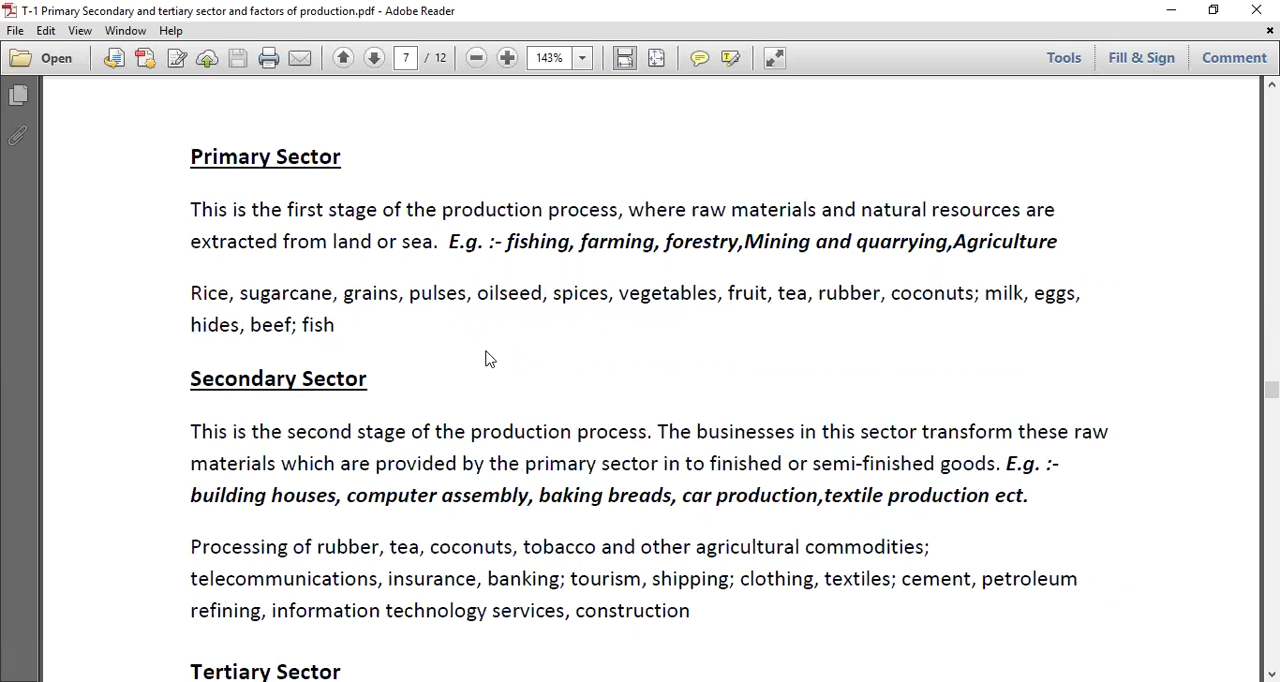 T-1 Primary Secondary and tertiary sector and factors of production.pdf - Adobe Reader
File Edit View Window Help
Open 7 / 12 143% Tools Fill & Sign Comment
Primary Sector
This is the first stage of the production process, where raw materials and natural resources are
extracted from land or sea. E.g. :- fishing, farming, forestry,Mining and quarrying,Agriculture
Rice, sugarcane, grains, pulses, oilseed, spices, vegetables, fruit, tea, rubber, coconuts; milk, eggs,
hides, beef; fish
Secondary Sector
This is the second stage of the production process. The businesses in this sector transform these raw
materials which are provided by the primary sector in to finished or semi-finished goods. E.g. :-
building houses, computer assembly, baking breads, car production,textile production ect.
Processing of rubber, tea, coconuts, tobacco and other agricultural commodities;
telecommunications, insurance, banking; tourism, shipping; clothing, textiles; cement, petroleum
refining, information technology services, construction
Tertiary Sector